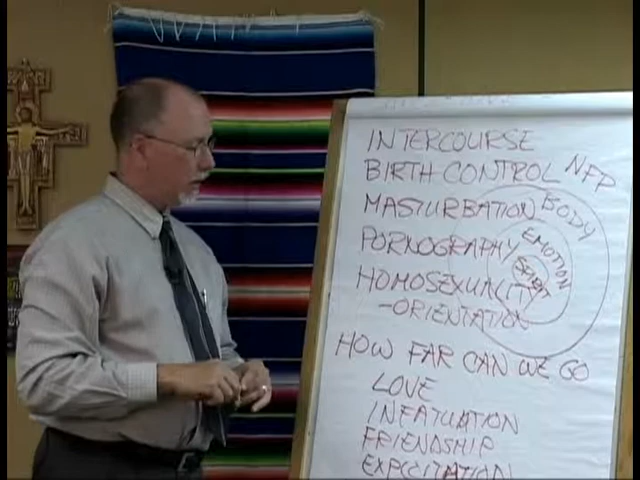 INTERCOURSE
BIRTH CONTROL NFP
MASTURBATION BODY
PORNOGRAPHY EMOTION
SPIRIT
HOMOSEXUALITY
-ORIENTATION
HOW FAR CAN WE GO
LOVE
INFATUATION
FRIENDSHIP
EXPLOITATION